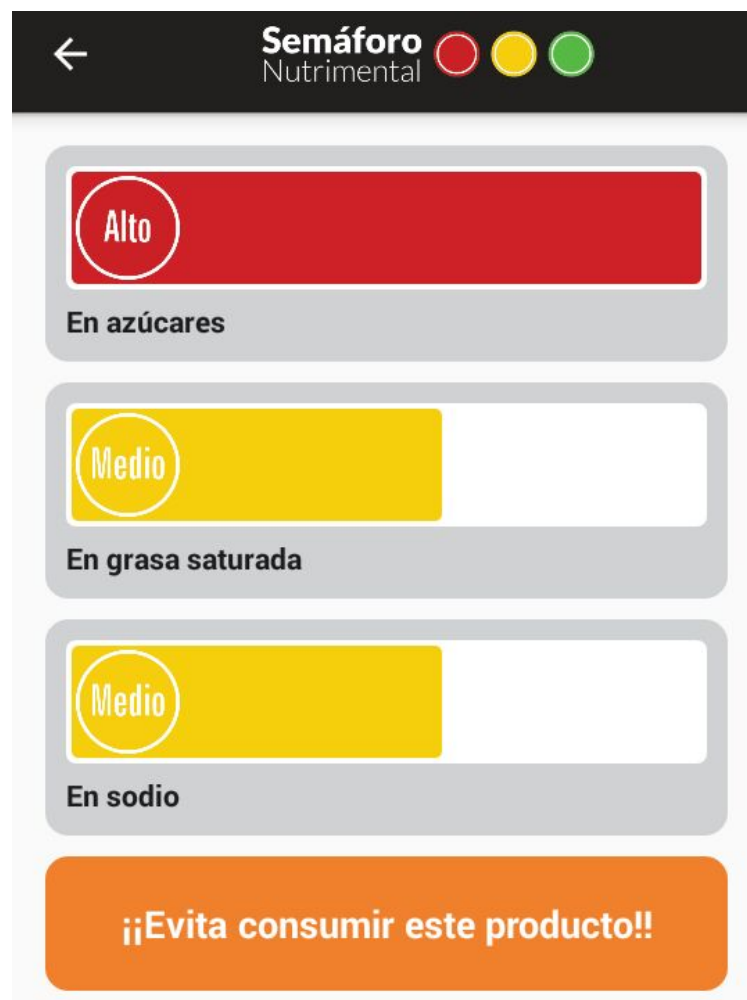 Semáforo
Nutrimental
Alto
En azúcares
Medio
En grasa saturada
Medio
En sodio
¡¡Evita consumir este producto!!